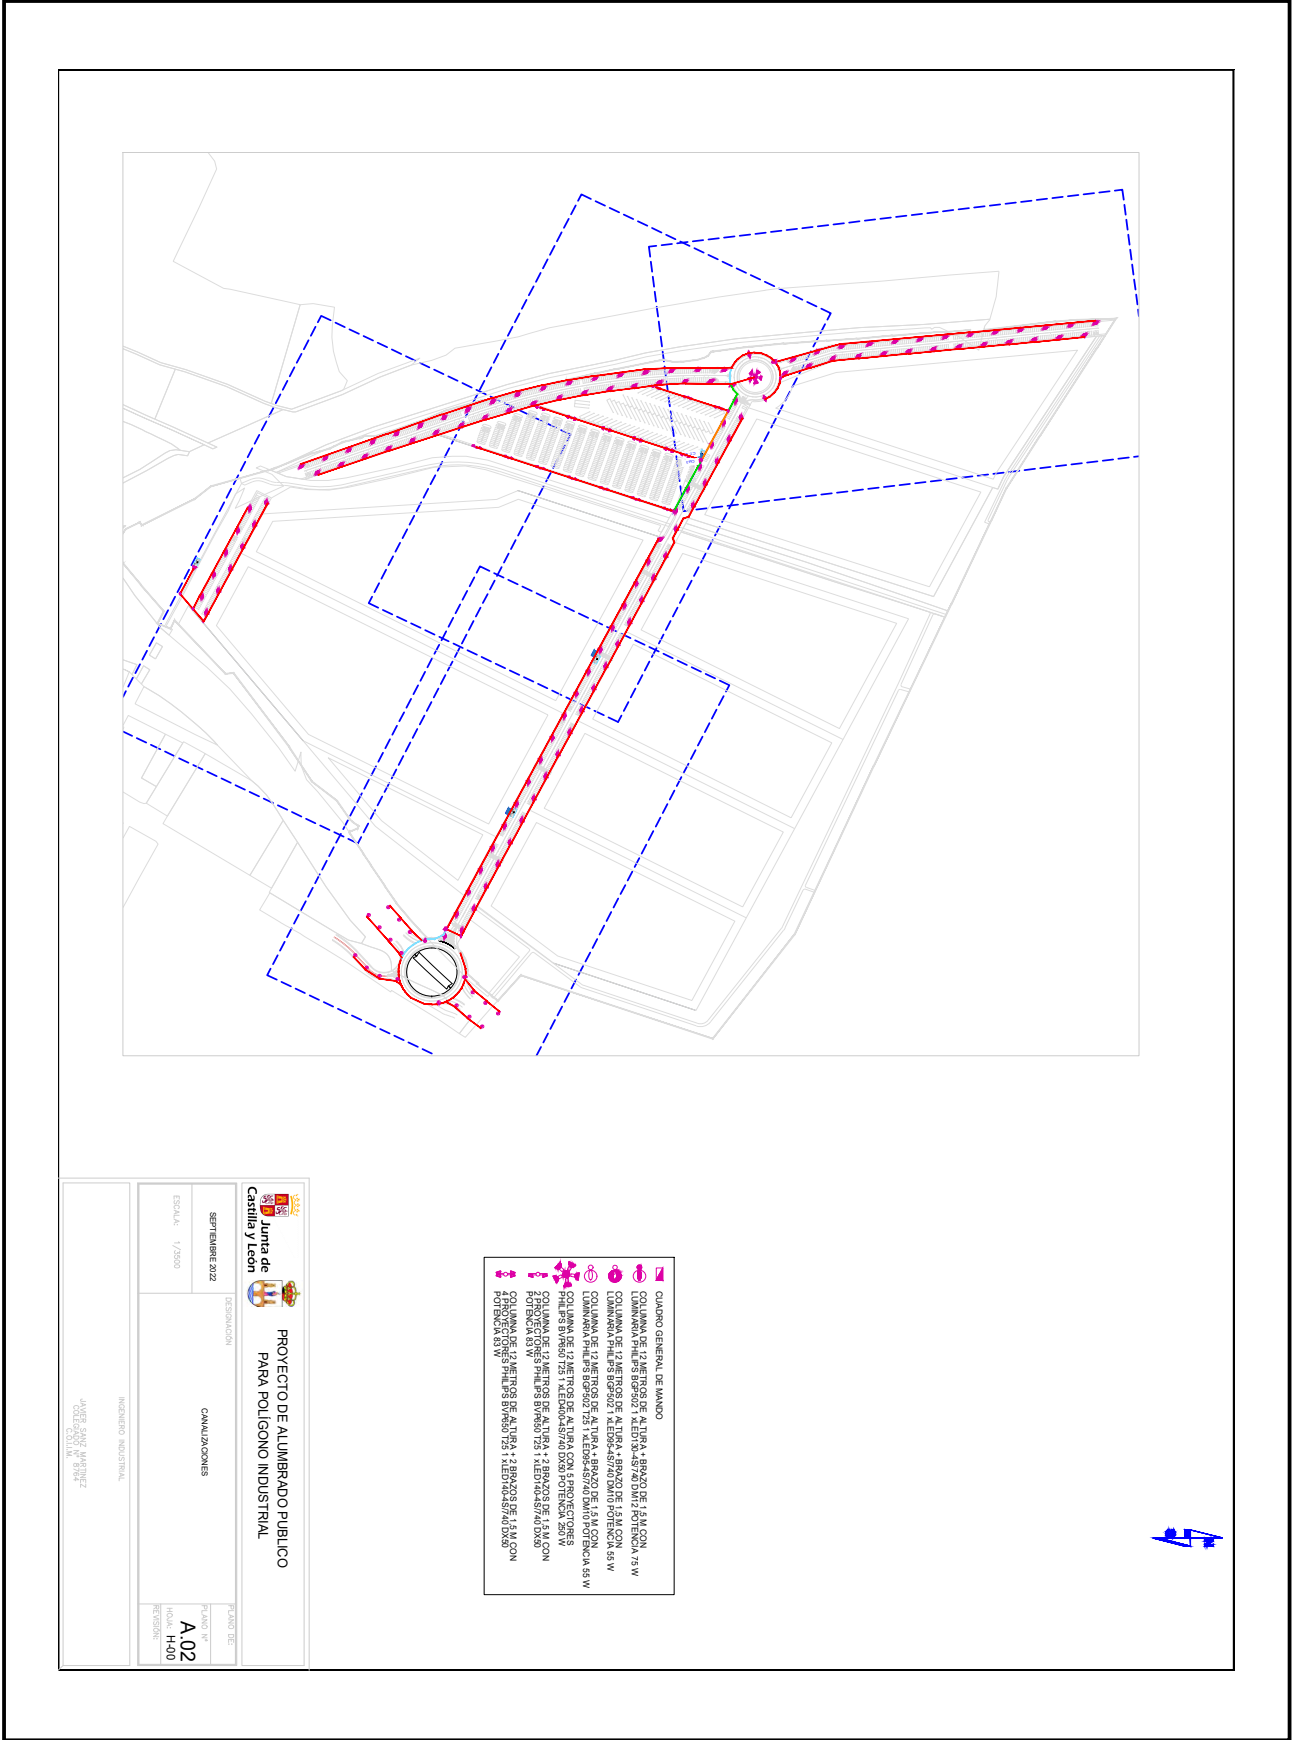 CUADRO GENERAL DE MANDO
COLUMNA DE 12 METROS DE ALTURA + BRAZO DE 1,5 M CON
LUMINARIA PHILIPS BGP502 1 xLED130-4S/740 DM12 POTENCIA 75 W
COLUMNA DE 12 METROS DE ALTURA + BRAZO DE 1,5 M CON
LUMINARIA PHILIPS BGP502 1 xLED95-4S/740 DM10 POTENCIA 55 W
COLUMNA DE 12 METROS DE ALTURA + BRAZO DE 1,5 M CON
LUMINARIA PHILIPS BGP502 T25 1 xLED95-4S/740 DM10 POTENCIA 55 W
COLUMNA DE 12 METROS DE ALTURA CON 5 PROYECTORES
PHILIPS BVP650 T25 1 xLED400-4S/740 DX50 POTENCIA 250 W
COLUMNA DE 12 METROS DE ALTURA + 2 BRAZOS DE 1,5 M CON
2 PROYECTORES PHILIPS BVP650 T25 1 xLED140-4S/740 DX50
POTENCIA 83 W
COLUMNA DE 12 METROS DE ALTURA + 2 BRAZOS DE 1,5 M CON
4 PROYECTORES PHILIPS BVP650 T25 1 xLED140-4S/740 DX50
POTENCIA 83 W
Junta de
Castilla y León
PROYECTO DE ALUMBRADO PUBLICO
PARA POLÍGONO INDUSTRIAL
SEPTIEMBRE 2022
ESCALA: 1/3500
DESIGNACIÓN
CANALIZACIONES
PLANO DE:
PLANO Nº
A.02
HOJA: H-00
REVISIÓN:
INGENIERO INDUSTRIAL
JAVIER SANZ MARTINEZ
COLEGIADO Nº 8764
C.O.I.I.M.